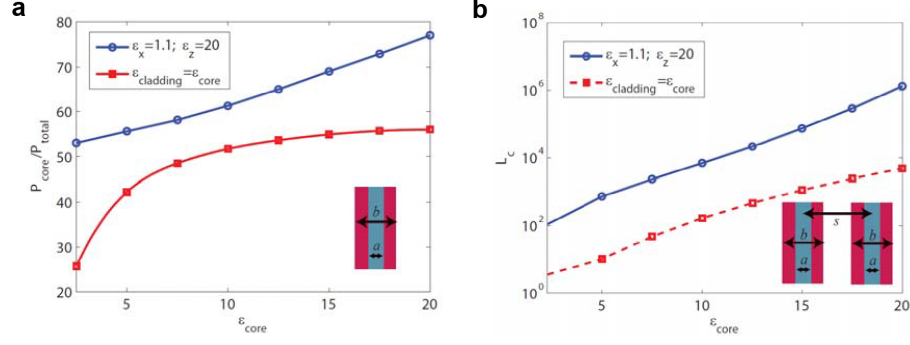 a
80
70
60
50
40
30
20
P_core/P_total
ε_x=1.1; ε_z=20
ε_cladding=ε_core
b
a
5
10
15
20
ε_core
b
10^8
10^6
10^4
10^2
10^0
L_c
ε_x=1.1; ε_z=20
ε_cladding=ε_core
s
b
b
a
a
5
10
15
20
ε_core